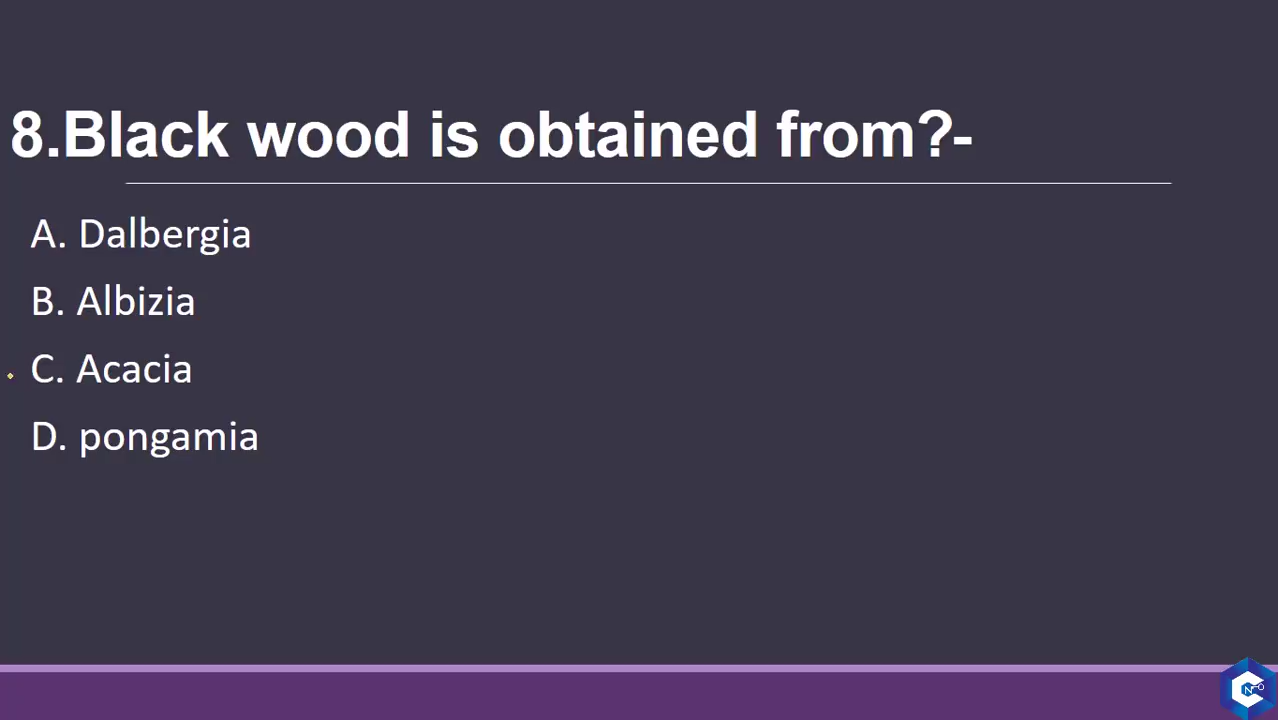 8.Black wood is obtained from?-
A. Dalbergia
B. Albizia
C. Acacia
D. pongamia